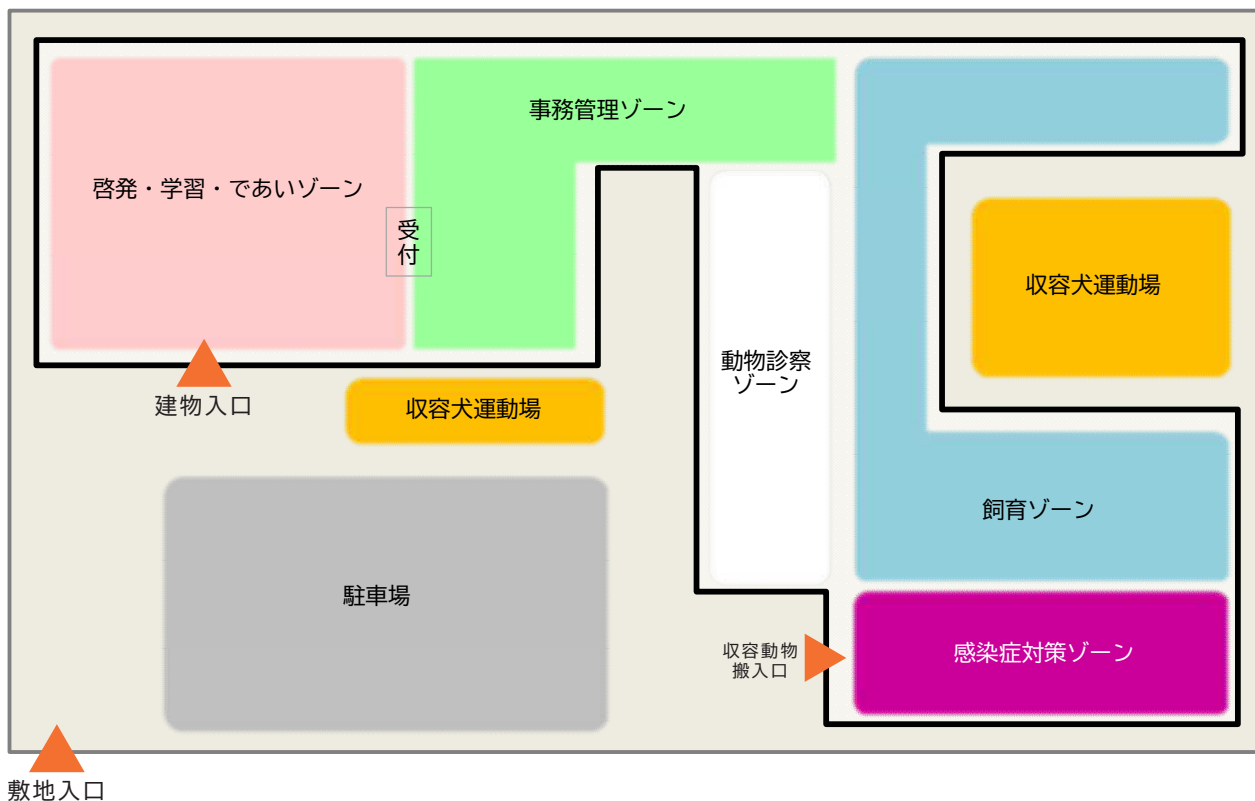 事務管理ゾーン
啓発・学習・であいゾーン
受
付
収容犬運動場
動物診察
ゾーン
建物入口
収容犬運動場
飼育ゾーン
駐車場
収容動物
搬入口
感染症対策ゾーン
敷地入口